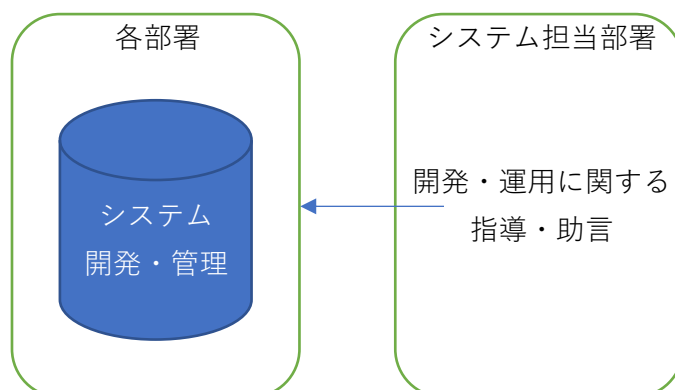 各部署
システム
開発・管理
システム担当部署
開発・運用に関する
指導・助言